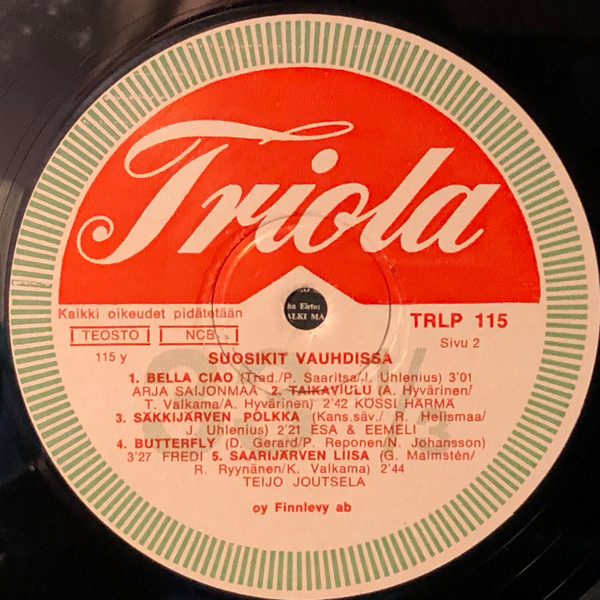 Triola
Kaikki oikeudet pidätetään
TEOSTO NCB
115 y
TRLP 115
Sivu 2
SUOSIKIT VAUHDISSA
1. BELLA CIAO (Trad./P. Saaritsa/J. Uhlenius) 3'01
ARJA SAIJONMAA 2. TAIKAVIULU (A. Hyvärinen/
T. Valkama/A. Hyvärinen) 2'42 KÖSSI HÄRMÄ
3. SÄKKIJÄRVEN POLKKA (Kans.säv./ R. Helismaa/
J. Uhlenius) 2'21 ESA & EEMELI
4. BUTTERFLY (D. Gerard/P. Reponen/N. Johansson)
3'27 FREDI 5. SAARIJÄRVEN LIISA (G. Malmstén/
R. Ryynänen/K. Valkama) 2'44
TEIJO JOUTSELA
oy Finnlevy ab